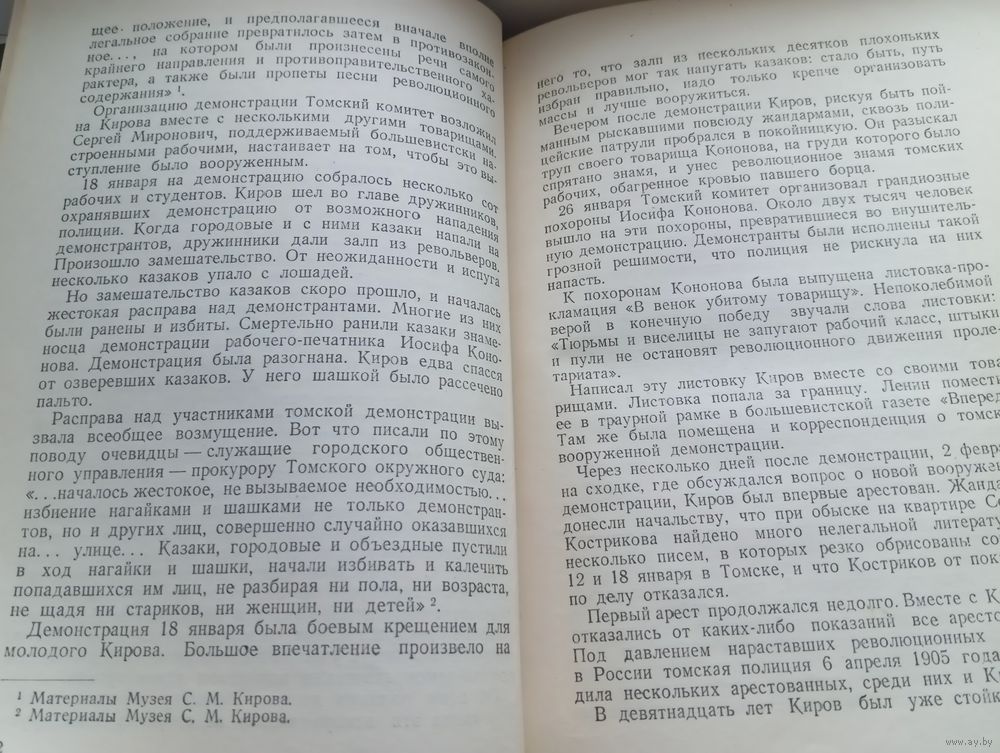 щее положение, и предполагавшееся вначале вполне
легальное собрание превратилось затем в противозакон-
ное..., на котором были произнесены речи самого
крайнего направления и противоправительственного ха-
рактера, а также были пропеты песни революционного
содержания» ¹.
Организацию демонстрации Томский комитет возложил
на Кирова вместе с несколькими другими товарищами.
Сергей Миронович, поддерживаемый большевистски на-
строенными рабочими, настаивает на том, чтобы это вы-
ступление было вооруженным.
18 января на демонстрацию собралось несколько сот
рабочих и студентов. Киров шел во главе дружинников,
охранявших демонстрацию от возможного нападения
полиции. Когда городовые и с ними казаки напали на
демонстрантов, дружинники дали залп из револьверов.
Произошло замешательство. От неожиданности и испуга
несколько казаков упало с лошадей.
Но замешательство казаков скоро прошло, и началась
жестокая расправа над демонстрантами. Многие из них
были ранены и избиты. Смертельно ранили казаки знаме-
носца демонстрации рабочего-печатника Иосифа Коно-
нова. Демонстрация была разогнана. Киров едва спасся
от озверевших казаков. У него шашкой было рассечено
пальто.
Расправа над участниками томской демонстрации вы-
звала всеобщее возмущение. Вот что писали по этому
поводу очевидцы — служащие городского обществен-
ного управления — прокурору Томского окружного суда:
«...началось жестокое, не вызываемое необходимостью...
избиение нагайками и шашками не только демонстран-
тов, но и других лиц, совершенно случайно оказавшихся
на... улице... Казаки, городовые и объездные пустили
в ход нагайки и шашки, начали избивать и калечить
попадавшихся им лиц, не разбирая ни пола, ни возраста,
не щадя ни стариков, ни женщин, ни детей» ².
Демонстрация 18 января была боевым крещением для
молодого Кирова. Большое впечатление произвело на
¹ Материалы Музея С. М. Кирова.
² Материалы Музея С. М. Кирова.
2
него то, что залп из нескольких десятков плохоньких
револьверов мог так напугать казаков: стало быть, путь
избран правильно, надо только крепче организовать
массы и лучше вооружиться.
Вечером после демонстрации Киров, рискуя быть пой-
манным рыскавшими повсюду жандармами, сквозь поли-
цейские патрули пробрался в покойницкую. Он разыскал
труп своего товарища Кононова, на груди которого было
спрятано знамя, и унес революционное знамя томских
рабочих, обагренное кровью павшего борца.
26 января Томский комитет организовал грандиозные
похороны Иосифа Кононова. Около двух тысяч человек
вышло на эти похороны, превратившиеся во внушитель-
ную демонстрацию. Демонстранты были исполнены такой
грозной решимости, что полиция не рискнула на них
напасть.
К похоронам Кононова была выпущена листовка-про-
кламация «В венок убитому товарищу». Непоколебимой
верой в конечную победу звучали слова листовки:
«Тюрьмы и виселицы не запугают рабочий класс, штыки
и пули не остановят революционного движения проле-
тариата».
Написал эту листовку Киров вместе со своими това
рищами. Листовка попала за границу. Ленин помести
ее в траурной рамке в большевистской газете «Вперед
Там же была помещена и корреспонденция о томско
вооруженной демонстрации.
Через несколько дней после демонстрации, 2 февра
на сходке, где обсуждался вопрос о новой вооружен
демонстрации, Киров был впервые арестован. Жанда
донесли начальству, что при обыске на квартире Се
Кострикова найдено много нелегальной литератур
несколько писем, в которых резко обрисованы со
12 и 18 января в Томске, и что Костриков от пока
по делу отказался.
Первый арест продолжался недолго. Вместе с К
отказались от каких-либо показаний все аресто
Под давлением нараставших революционных
в России томская полиция 6 апреля 1905 года
дила нескольких арестованных, среди них и К
В девятнадцать лет Киров был уже стойк
www.ay.by